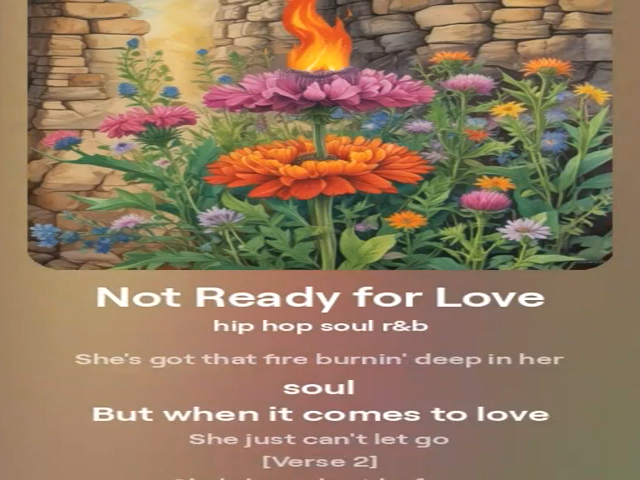 Not Ready for Love
hip hop soul r&b
She's got that fire burnin' deep in her
soul
But when it comes to love
She just can't let go
[Verse 2]